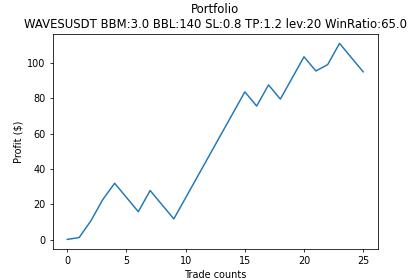 Portfolio
WAVESUSDT BBM:3.0 BBL:140 SL:0.8 TP:1.2 lev:20 WinRatio:65.0
100
80
60
40
20
0
Profit ($)
0 5 10 15 20 25
Trade counts